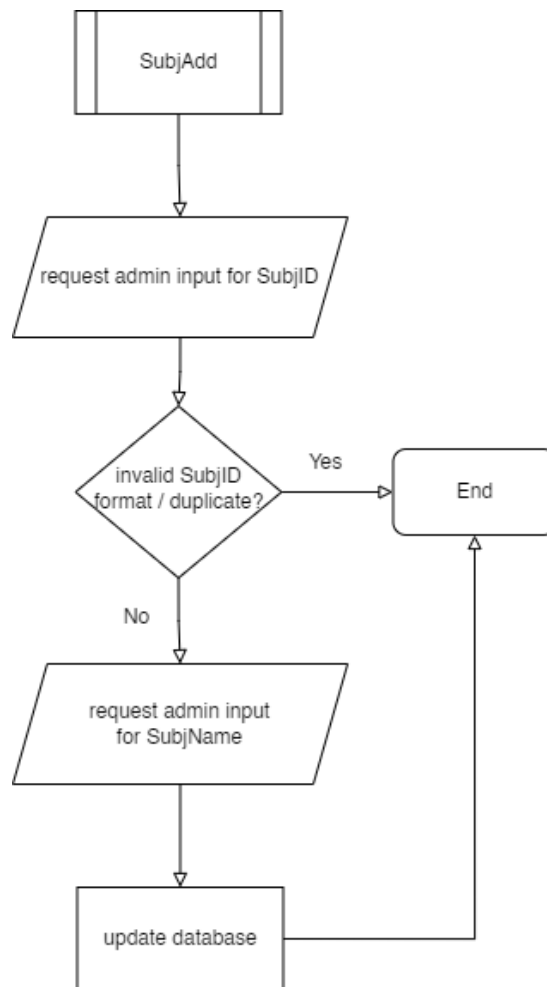 SubjAdd
request admin input for SubjID
invalid SubjID
format / duplicate?
Yes
End
No
request admin input
for SubjName
update database